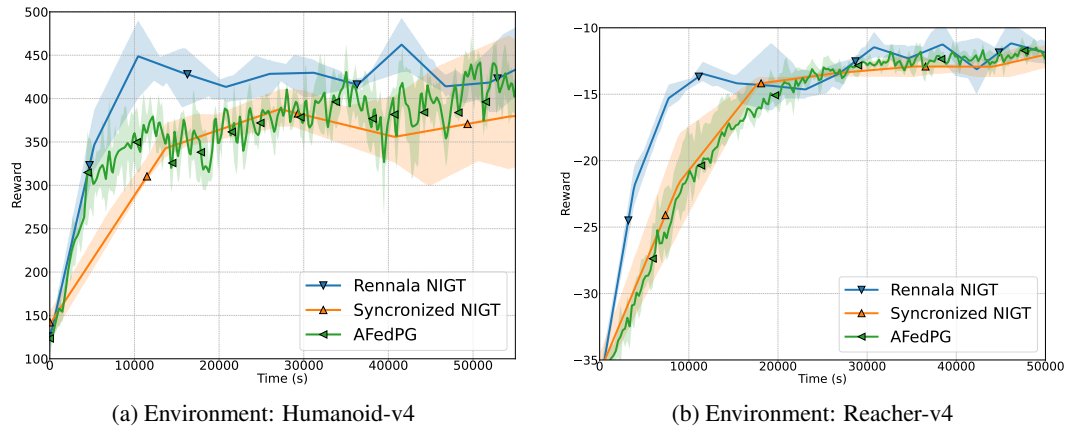 500
450
400
350
300
250
200
150
100
Reward
0
10000
20000
30000
40000
50000
Time (s)
Rennala NIGT
Syncronized NIGT
AFedPG
(a) Environment: Humanoid-v4
−10
−15
−20
−25
−30
−35
Reward
0
10000
20000
30000
40000
50000
Time (s)
Rennala NIGT
Syncronized NIGT
AFedPG
(b) Environment: Reacher-v4